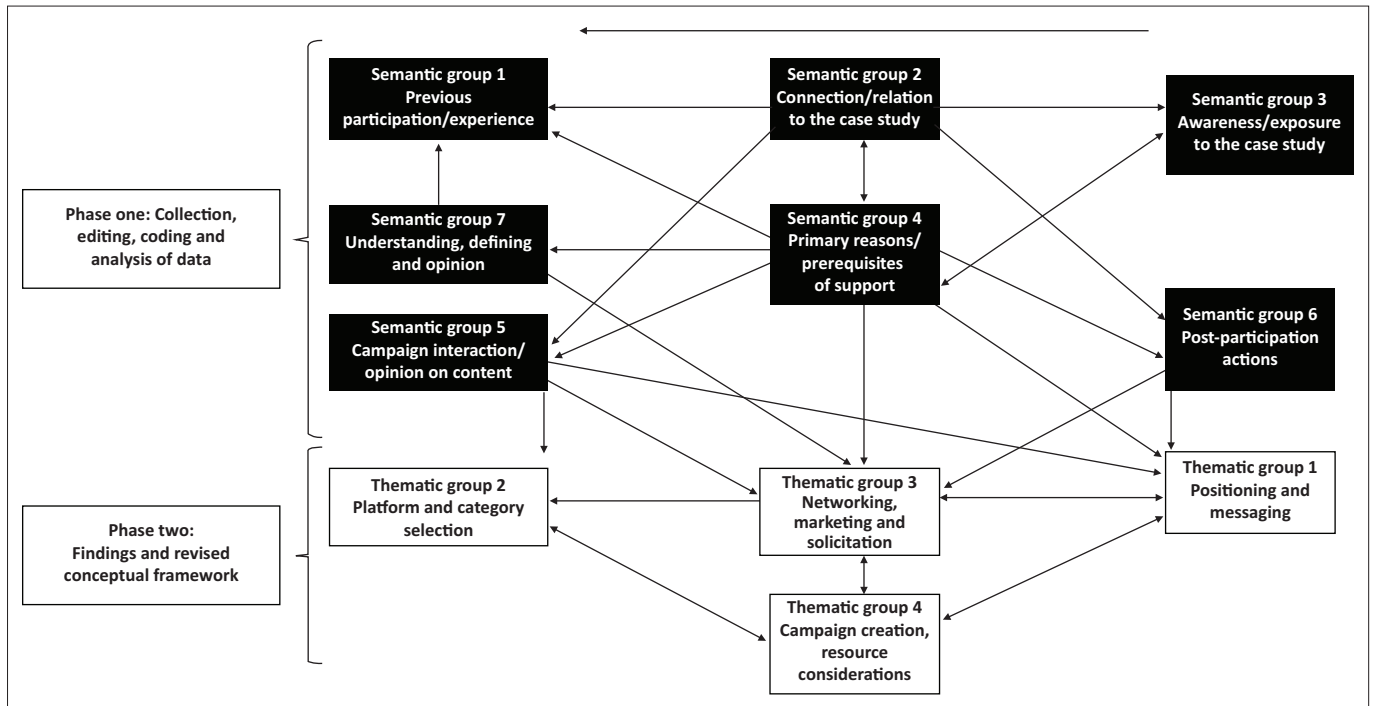 Semantic group 1
Previous
participation/experience
Semantic group 2
Connection/relation
to the case study
Semantic group 3
Awareness/exposure
to the case study
Phase one: Collection,
editing, coding and
analysis of data
Semantic group 7
Understanding, defining
and opinion
Semantic group 4
Primary reasons/
prerequisites
of support
Semantic group 5
Campaign interaction/
opinion on content
Semantic group 6
Post-participation
actions
Phase two:
Findings and revised
conceptual framework
Thematic group 2
Platform and category
selection
Thematic group 3
Networking,
marketing and
solicitation
Thematic group 1
Positioning and
messaging
Thematic group 4
Campaign creation,
resource
considerations